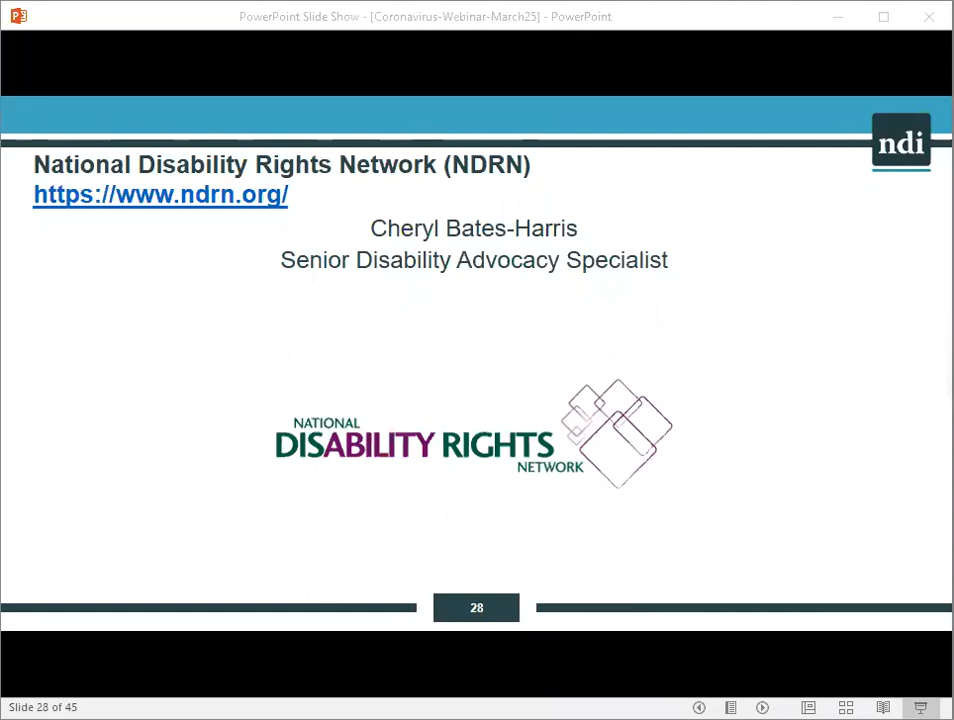 PowerPoint Slide Show - [Coronavirus-Webinar-March25] - PowerPoint
ndi
National Disability Rights Network (NDRN)
https://www.ndrn.org/
Cheryl Bates-Harris
Senior Disability Advocacy Specialist
NATIONAL
DISABILITY RIGHTS
NETWORK
28
Slide 28 of 45